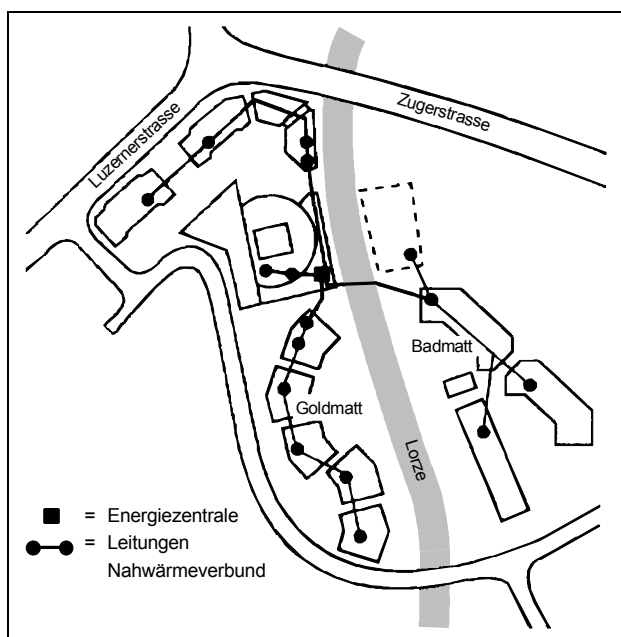 Zugerstrasse
Luzernerstrasse
Badmatt
Goldmatt
Lorze
= Energiezentrale
= Leitungen
Nahwärmeverbund